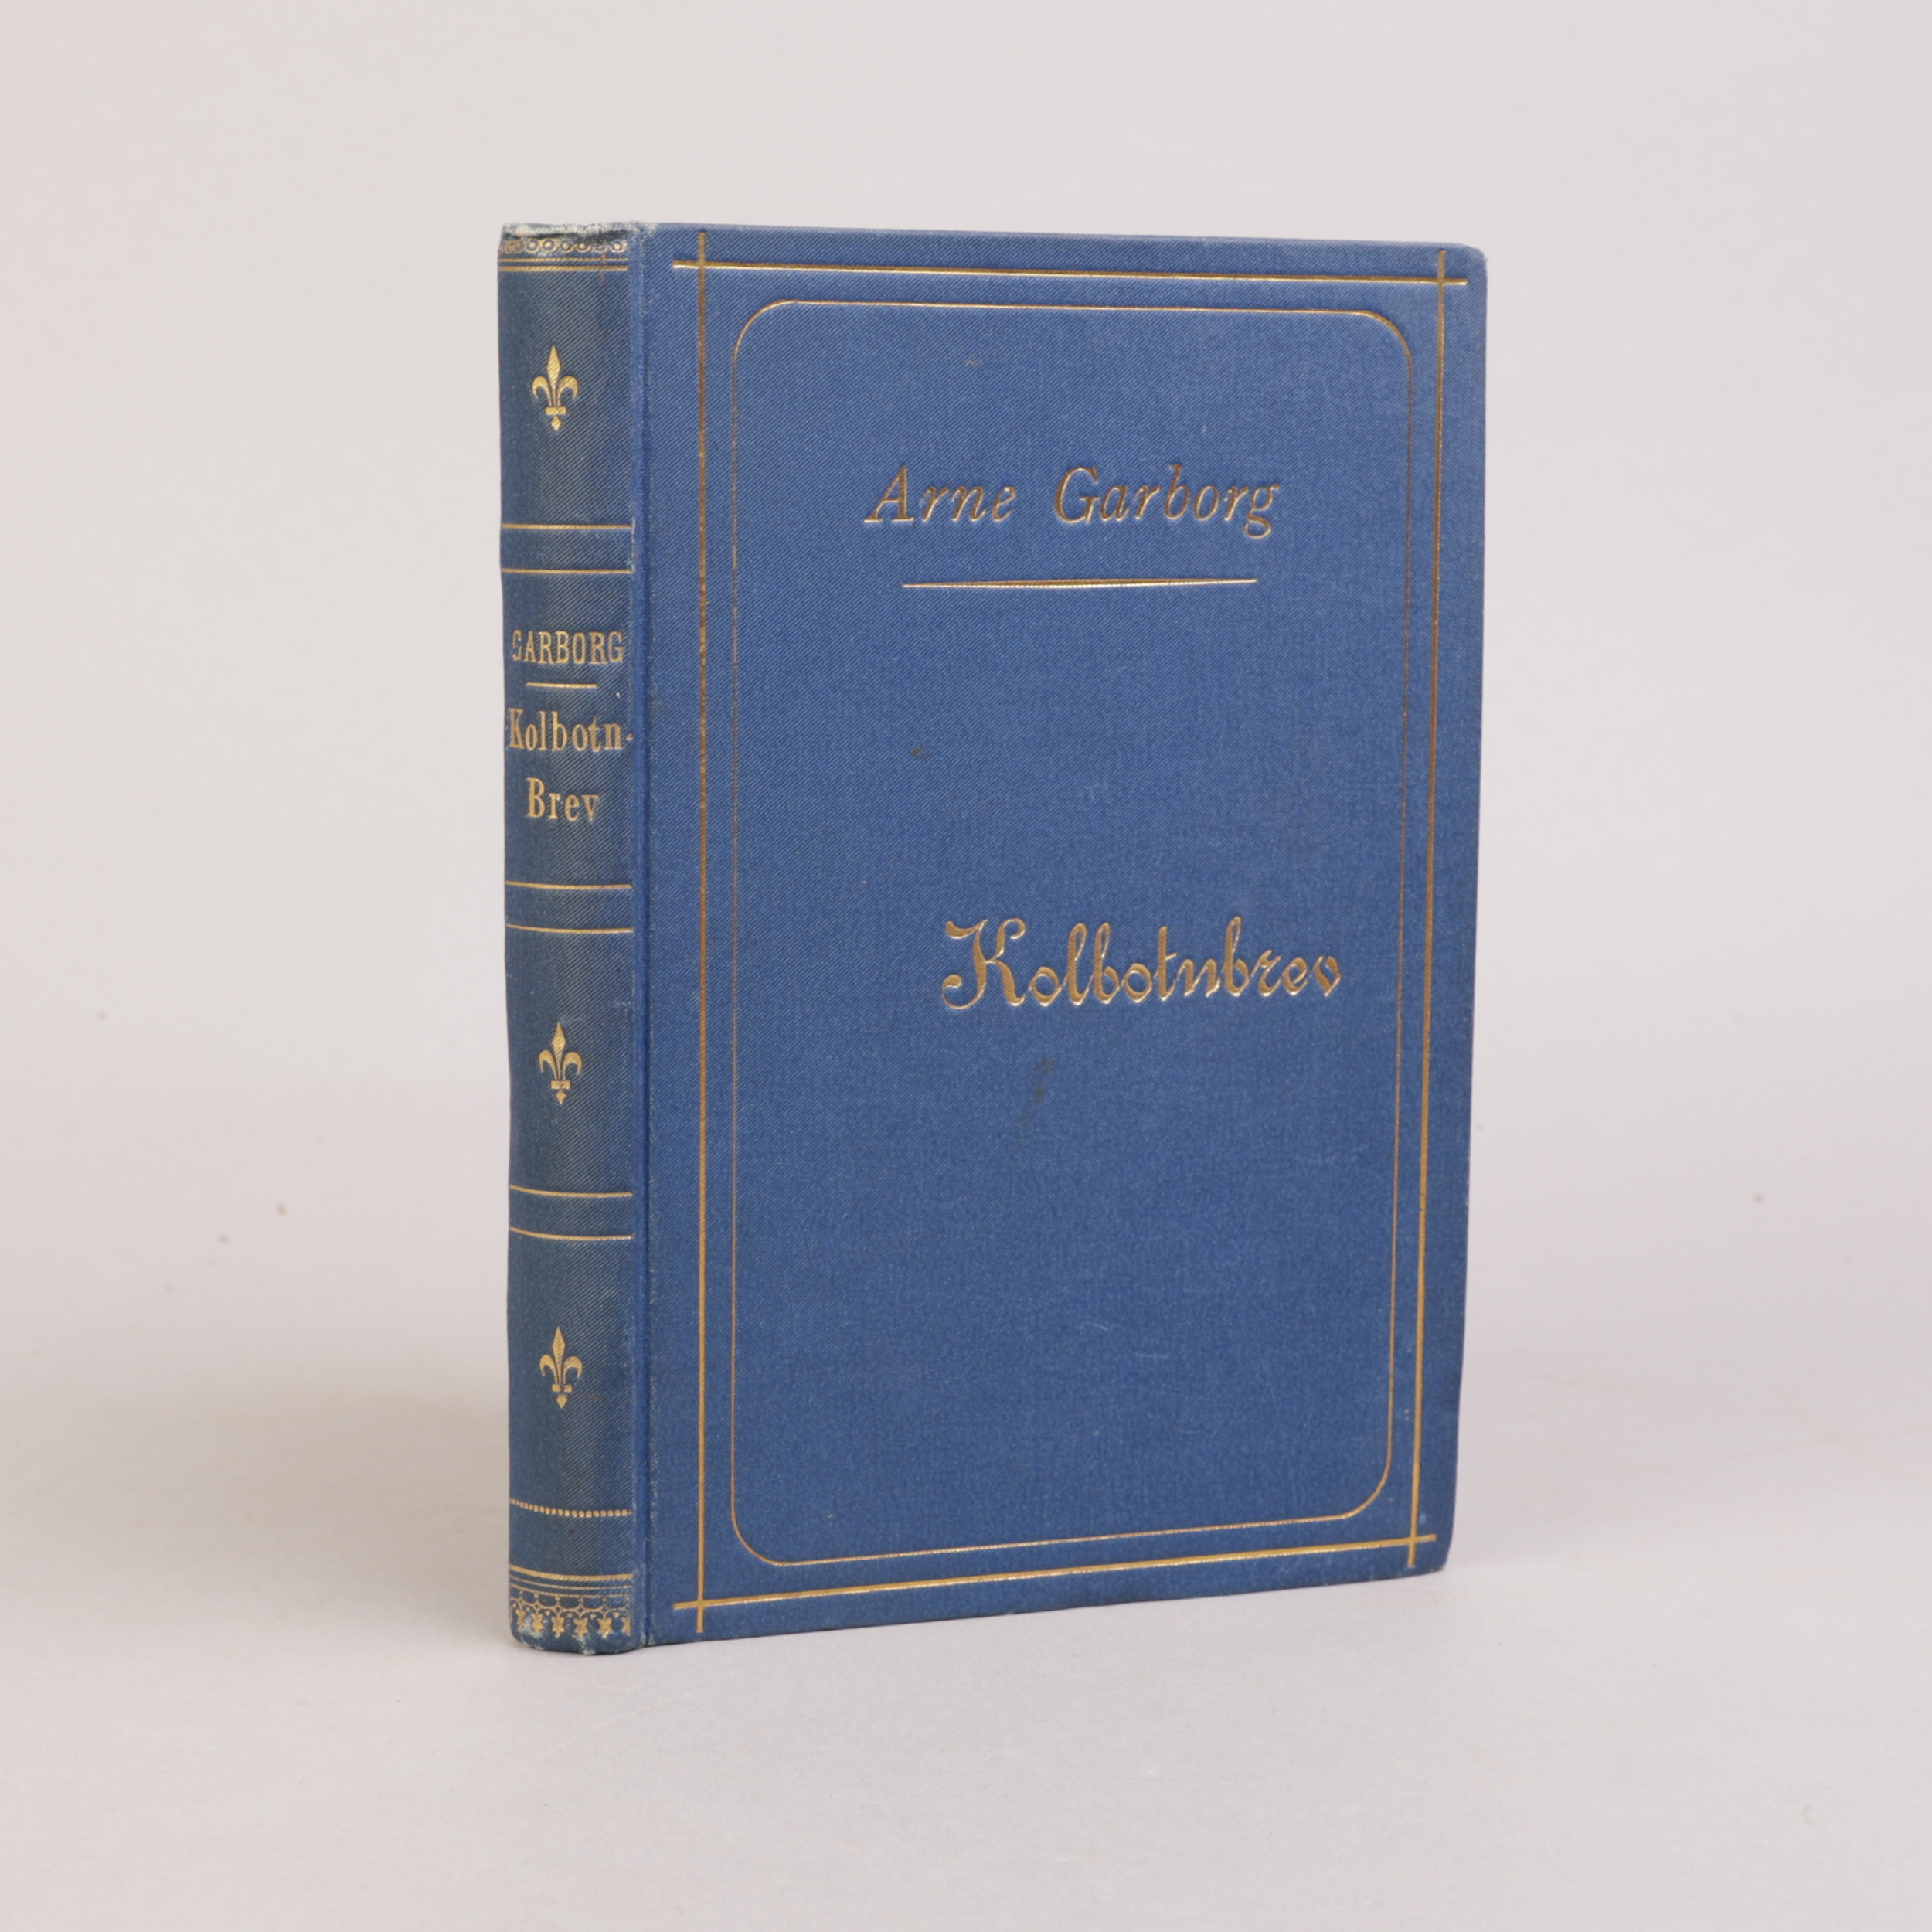 GARBORG
Kolbotn-
Brev
Arne Garborg
Kolbotnbrev